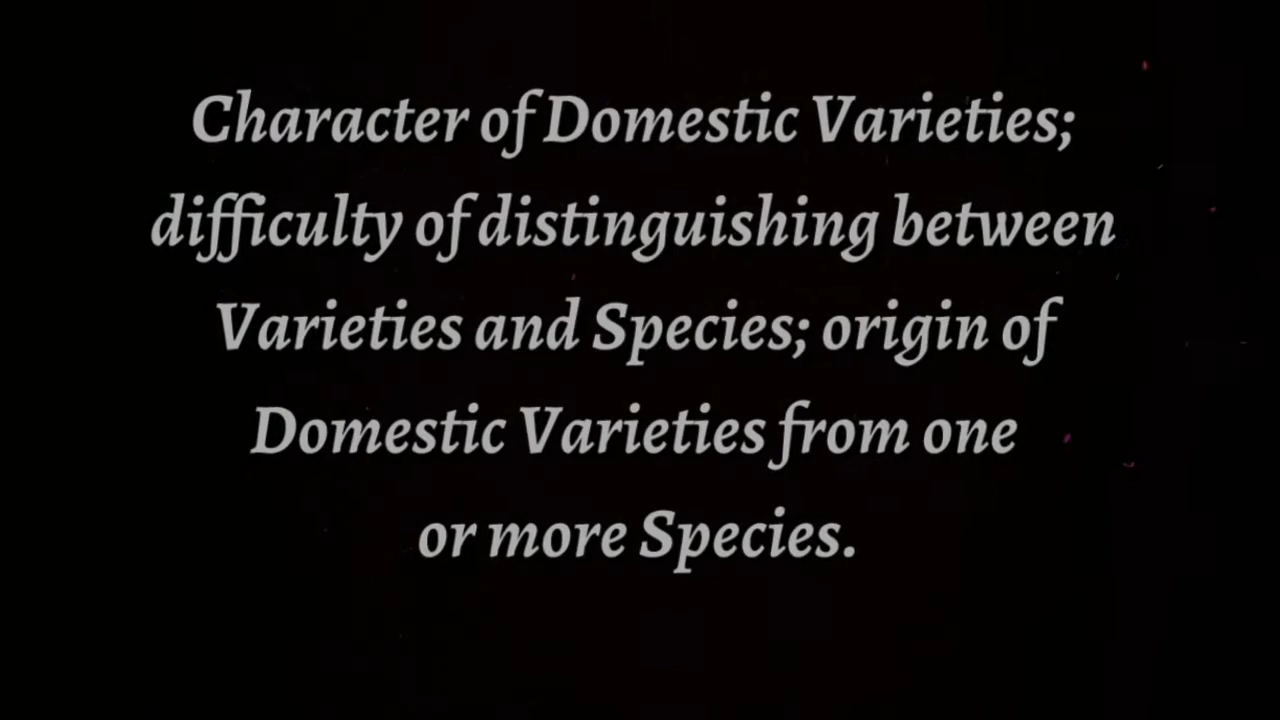 Character of Domestic Varieties;
difficulty of distinguishing between
Varieties and Species; origin of
Domestic Varieties from one
or more Species.